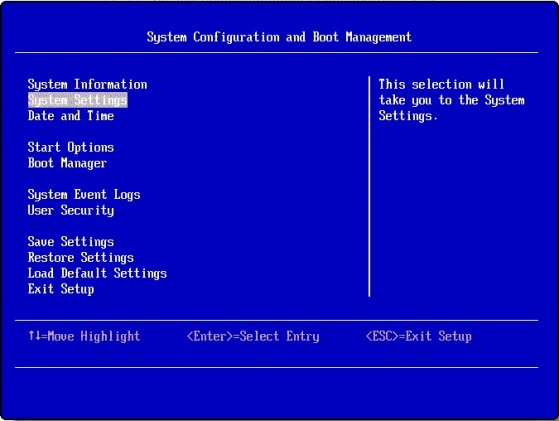 System Configuration and Boot Management
System Information
System Settings
Date and Time
Start Options
Boot Manager
System Event Logs
User Security
Save Settings
Restore Settings
Load Default Settings
Exit Setup
This selection will
take you to the System
Settings.
↑↓=Move Highlight <Enter>=Select Entry <ESC>=Exit Setup